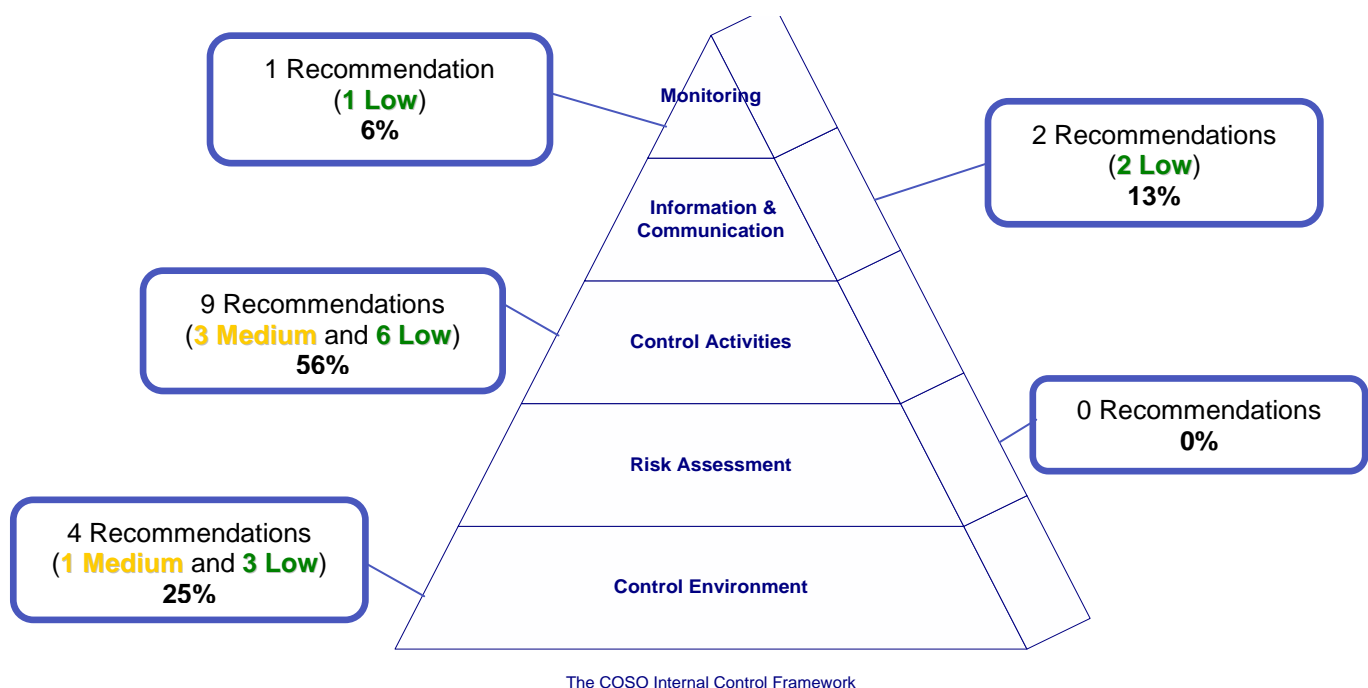 1 Recommendation
(1 Low)
6%
Monitoring
2 Recommendations
(2 Low)
13%
Information &
Communication
9 Recommendations
(3 Medium and 6 Low)
56%
Control Activities
0 Recommendations
0%
Risk Assessment
4 Recommendations
(1 Medium and 3 Low)
25%
Control Environment
The COSO Internal Control Framework